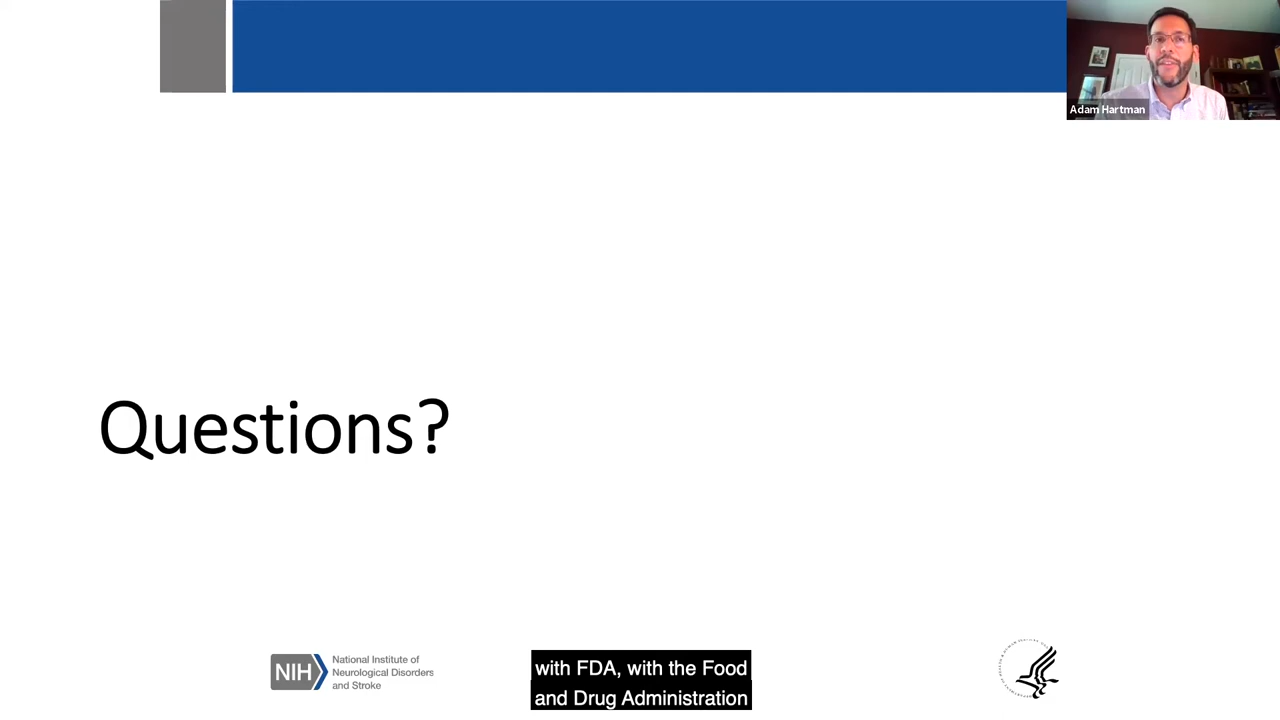 Adam Hartman
Questions?
NIH
National Institute of
Neurological Disorders
and Stroke
with FDA, with the Food
and Drug Administration